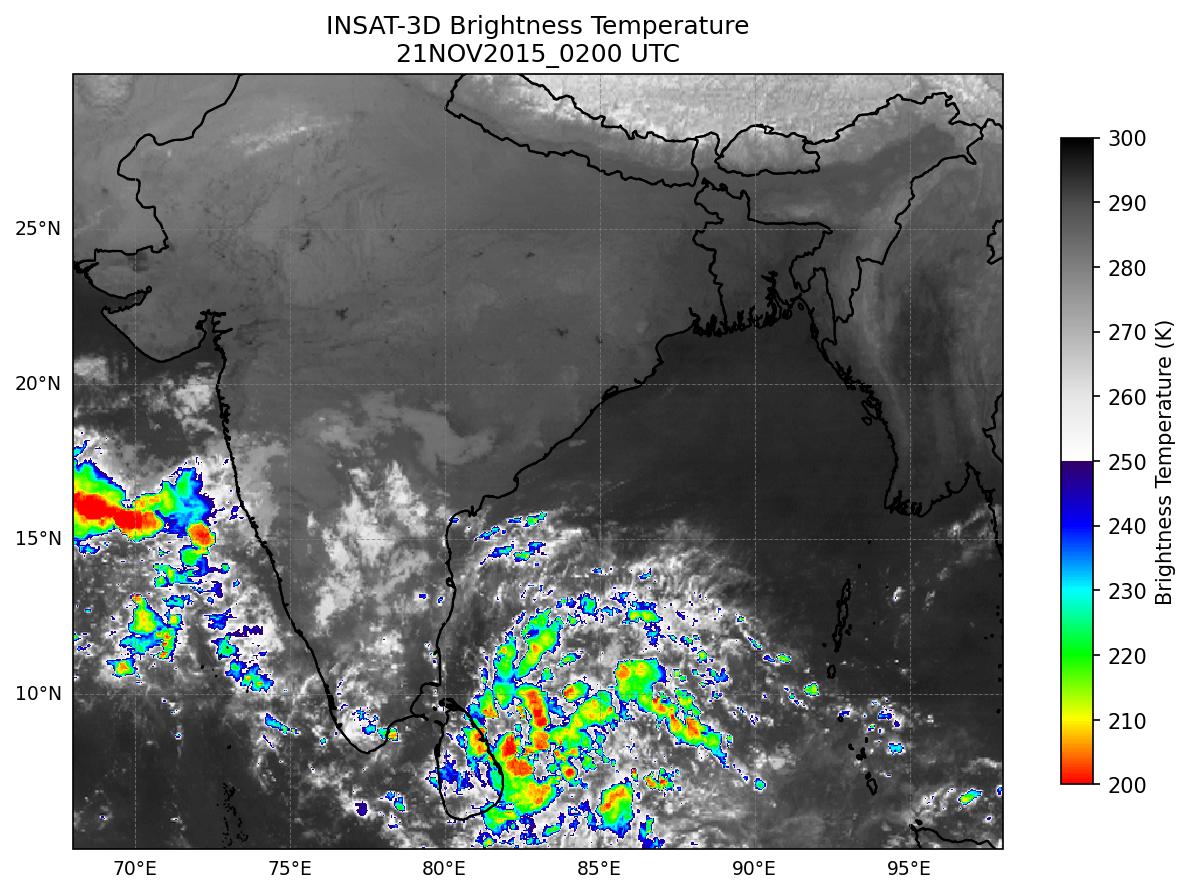 INSAT-3D Brightness Temperature
21NOV2015_0200 UTC
25°N
20°N
15°N
10°N
70°E
75°E
80°E
85°E
90°E
95°E
300
290
280
270
260
250
240
230
220
210
200
Brightness Temperature (K)